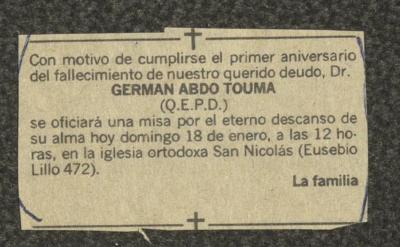 Con motivo de cumplirse el primer aniversario
del fallecimiento de nuestro querido deudo, Dr.
GERMAN ABDO TOUMA
(Q.E.P.D.)
se oficiará una misa por el eterno descanso de
su alma hoy domingo 18 de enero, a las 12 ho-
ras, en la iglesia ortodoxa San Nicolás (Eusebio
Lillo 472).
La familia